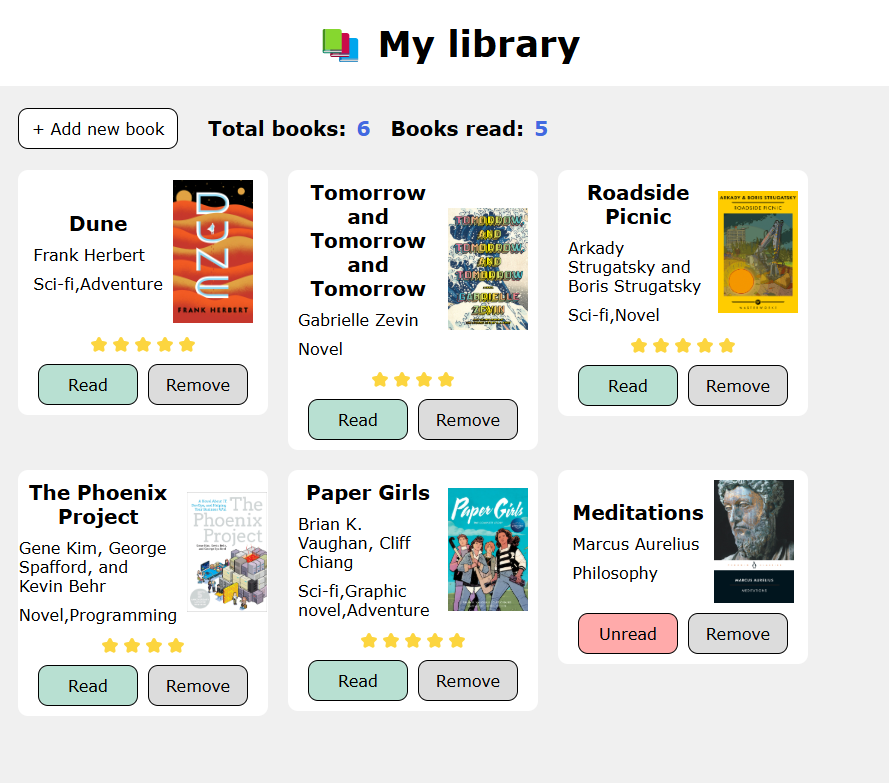 My library
+ Add new book
Total books: 6 Books read: 5
Dune
Frank Herbert
Sci-fi,Adventure
DUNE
FRANK HERBERT
Read
Remove
Tomorrow
and
Tomorrow
and
Tomorrow
Gabrielle Zevin
Novel
TOMORROW
AND
TOMORROW
AND
TOMORROW
GABRIELLE
ZEVIN
Read
Remove
Roadside
Picnic
Arkady
Strugatsky and
Boris Strugatsky
Sci-fi,Novel
ARKADY & BORIS STRUGATSKY
ROADSIDE PICNIC
Read
Remove
The Phoenix
Project
Gene Kim, George
Spafford, and
Kevin Behr
Novel,Programming
The
Phoenix
Project
Read
Remove
Paper Girls
Brian K.
Vaughan, Cliff
Chiang
Sci-fi,Graphic
novel,Adventure
Paper Girls
Read
Remove
Meditations
Marcus Aurelius
Philosophy
MARCUS AURELIUS
MEDITATIONS
Unread
Remove